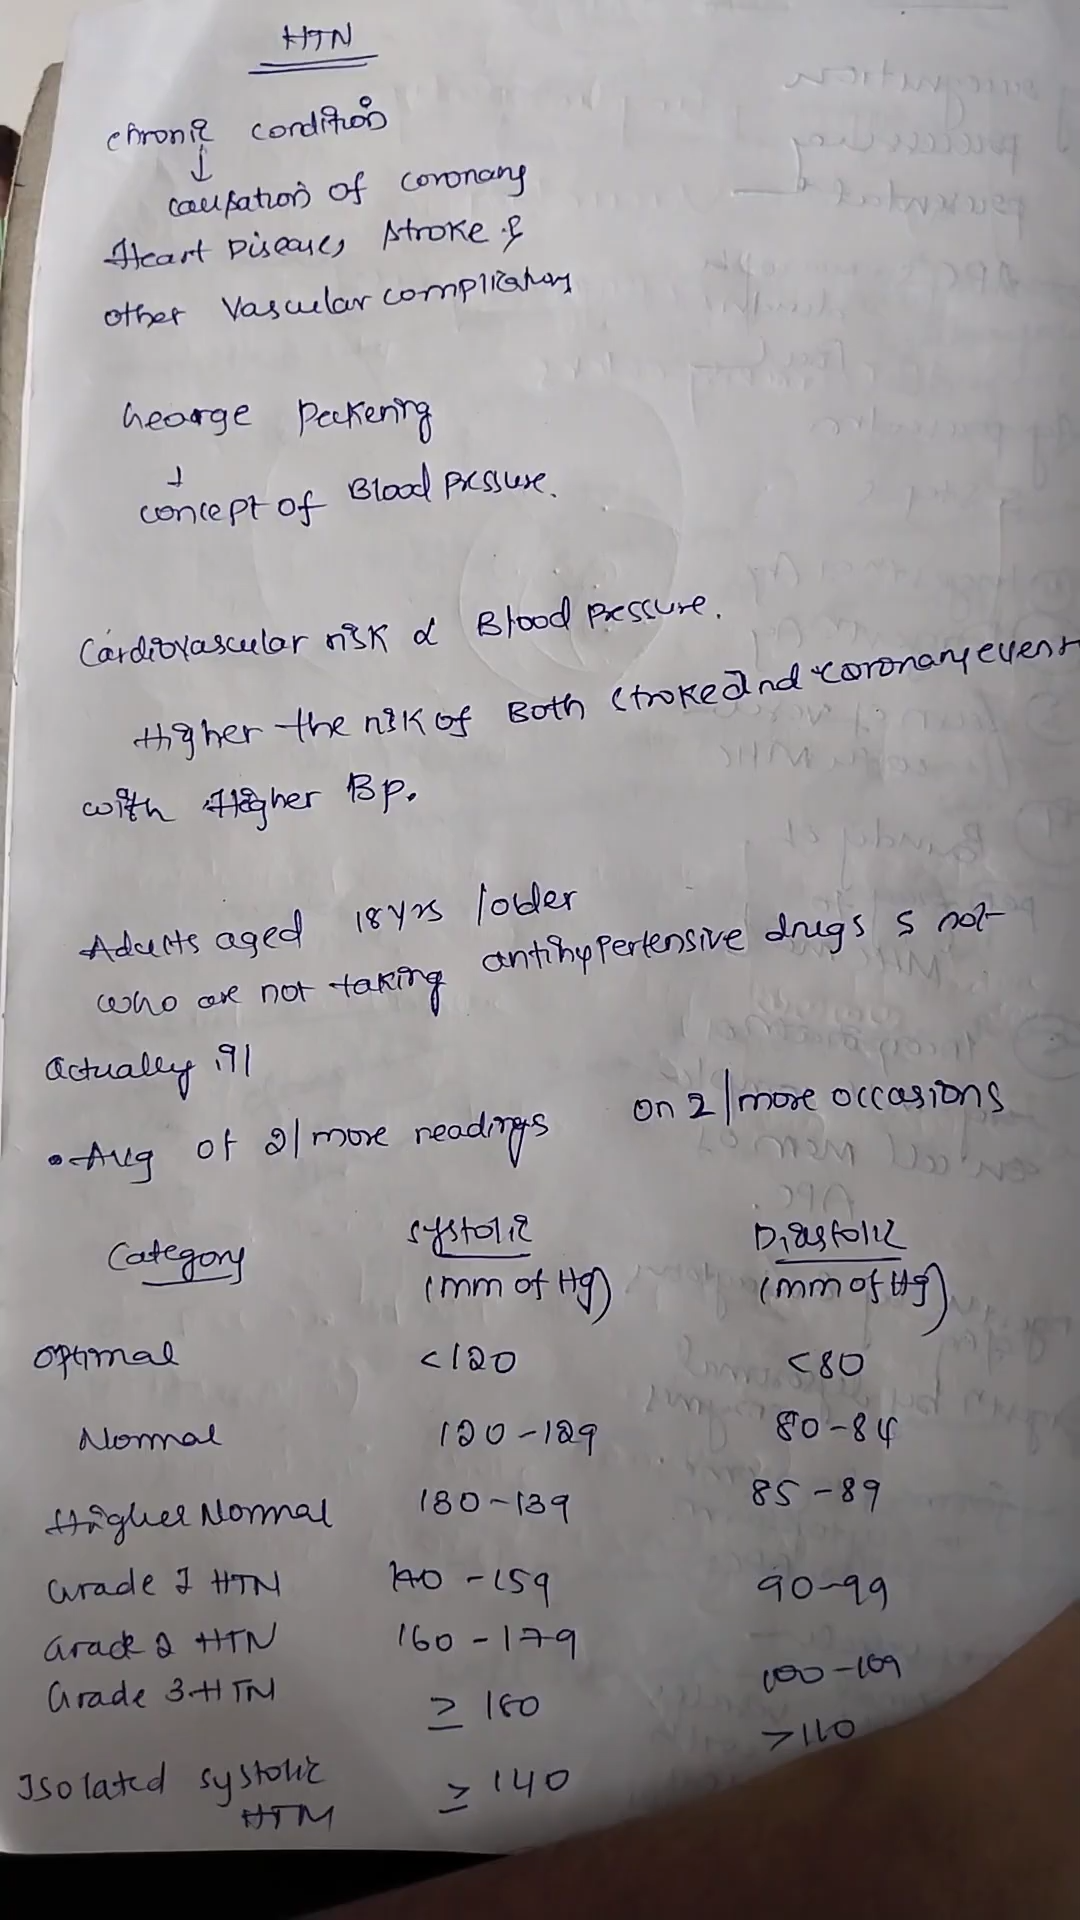 HTN
chronic condition
↓
causation of coronary
Heart Disease, stroke &
other Vascular complications
George Peckering
↓
concept of Blood pressure.
Cardiovascular risk α Blood pressure.
Higher the risk of Both stroke and coronary event
with Higher Bp.
Adults aged 18yrs / older
who are not taking antihypertensive drugs & not
actually ill
• Avg of 2/more readings on 2/more occasions
Category Systolic Diastolic
(mm of Hg) (mm of Hg)
optimal <120 <80
Normal 120-129 80-84
Higher Normal 130-139 85-89
Grade 1 HTN 140-159 90-99
Grade 2 HTN 160-179 100-109
Grade 3 HTN ≥ 180 >110
Isolated systolic ≥ 140
HTN